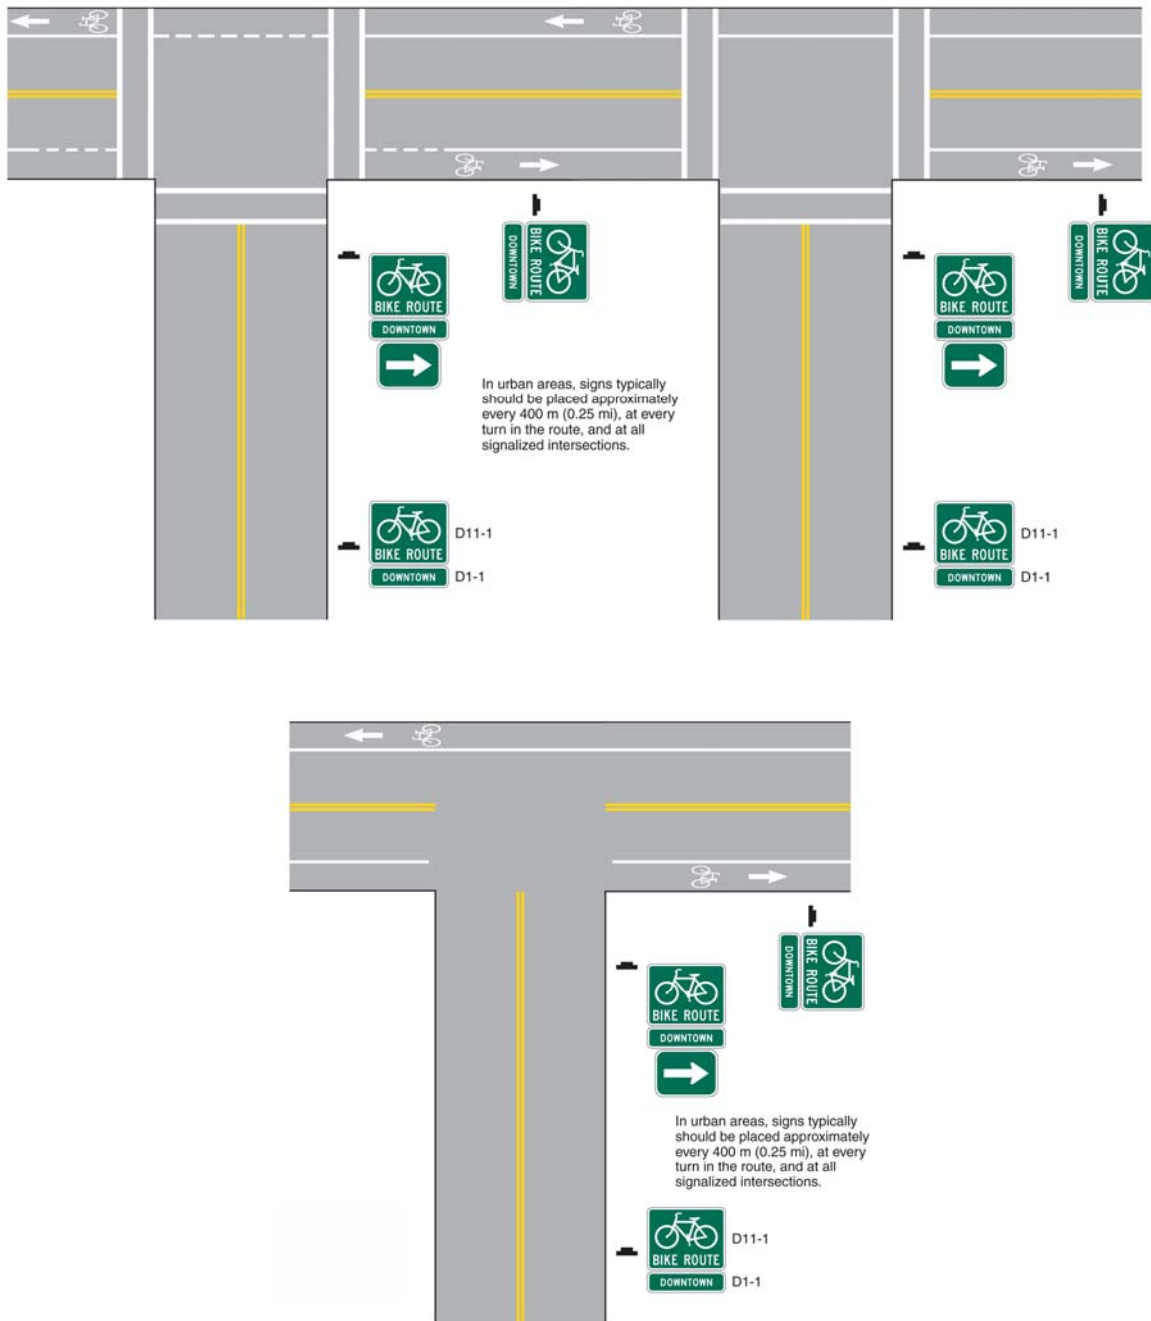 BIKE ROUTE
DOWNTOWN
BIKE ROUTE
DOWNTOWN
In urban areas, signs typically
should be placed approximately
every 400 m (0.25 mi), at every
turn in the route, and at all
signalized intersections.
BIKE ROUTE
DOWNTOWN
D11-1
D1-1
BIKE ROUTE
DOWNTOWN
BIKE ROUTE
DOWNTOWN
BIKE ROUTE
DOWNTOWN
D11-1
D1-1
BIKE ROUTE
DOWNTOWN
BIKE ROUTE
DOWNTOWN
In urban areas, signs typically
should be placed approximately
every 400 m (0.25 mi), at every
turn in the route, and at all
signalized intersections.
BIKE ROUTE
DOWNTOWN
D11-1
D1-1